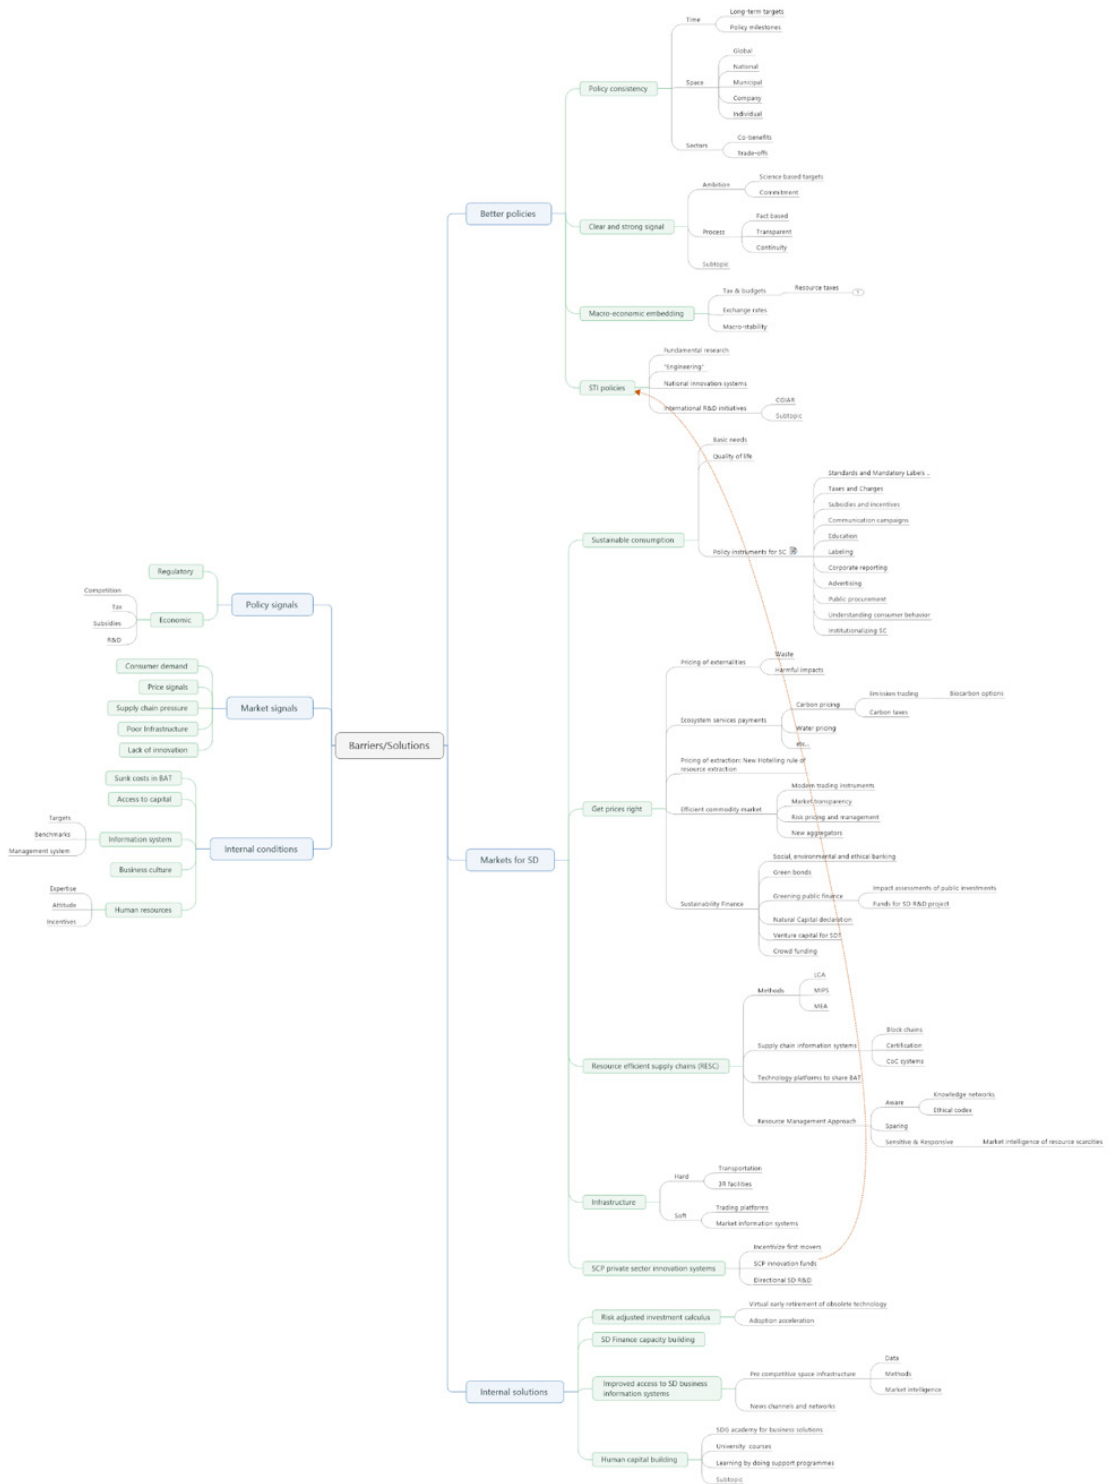 Barriers/Solutions
Policy signals
Regulatory
Economic
Competition
Tax
Subsidies
R&D
Market signals
Consumer demand
Price signals
Supply chain pressure
Poor Infrastructure
Lack of innovation
Internal conditions
Sunk costs in BAT
Access to capital
Information system
Targets
Benchmarks
Management system
Business culture
Human resources
Expertise
Attitude
Incentives
Better policies
Policy consistency
Time
Long-term targets
Policy milestones
Space
Global
National
Municipal
Company
Individual
Sectors
Co-benefits
Trade-offs
Clear and strong signal
Ambition
Science based targets
Commitment
Process
Fact based
Transparent
Continuity
Subtopic
Macro-economic embedding
Tax & budgets
Resource taxes
Exchange rates
Macro-stability
STI policies
Fundamental research
"Engineering"
National innovation systems
International R&D initiatives
CGIAR
Subtopic
Markets for SD
Sustainable consumption
Basic needs
Quality of life
Policy instruments for SC
Standards and Mandatory Labels ..
Taxes and Charges
Subsidies and incentives
Communication campaigns
Education
Labeling
Corporate reporting
Advertising
Public procurement
Understanding consumer behavior
Institutionalizing SC
Get prices right
Pricing of externalities
Waste
Harmful impacts
Ecosystem services payments
Carbon pricing
Emission trading
Biocarbon options
Carbon taxes
Water pricing
etc..
Pricing of extraction: New Hotelling rule of
resource extraction
Efficient commodity market
Modern trading instruments
Market transparency
Risk pricing and management
New aggregators
Sustainability Finance
Social, environmental and ethical banking
Green bonds
Greening public finance
Impact assessments of public investments
Funds for SD R&D project
Natural Capital declaration
Venture capital for SDT
Crowd funding
Resource efficient supply chains (RESC)
Methods
LCA
MIPS
MEA
Supply chain information systems
Block chains
Certification
CoC systems
Technology platforms to share BAT
Resource Management Approach
Aware
Knowledge networks
Ethical codex
Sparing
Sensitive & Responsive
Market intelligence of resource scarcities
Infrastructure
Hard
Transportation
3R facilities
Soft
Trading platforms
Market information systems
SCP private sector innovation systems
Incentivize first movers
SCP innovation funds
Directional SD R&D
Internal solutions
Risk adjusted investment calculus
Virtual early retirement of obsolete technology
Adoption acceleration
SD Finance capacity building
Improved access to SD business
information systems
Pre competitive space infrastructure
Data
Methods
Market intelligence
News channels and networks
Human capital building
SDG academy for business solutions
University courses
Learning by doing support programmes
Subtopic